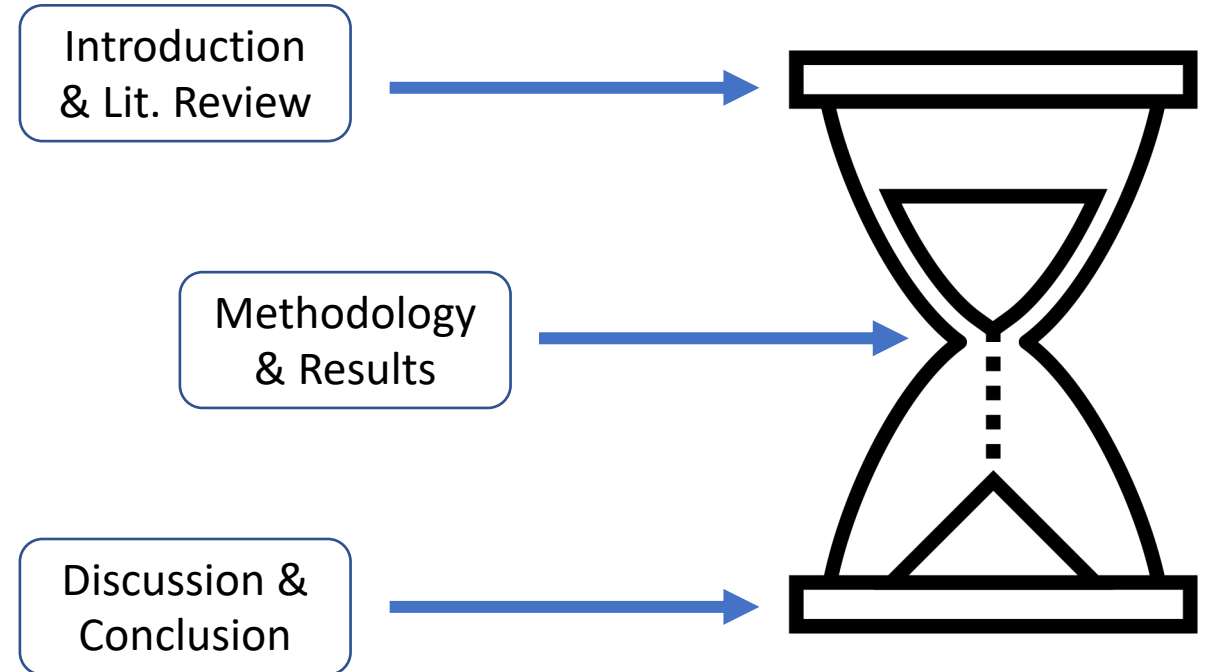 Introduction
& Lit. Review
Methodology
& Results
Discussion &
Conclusion